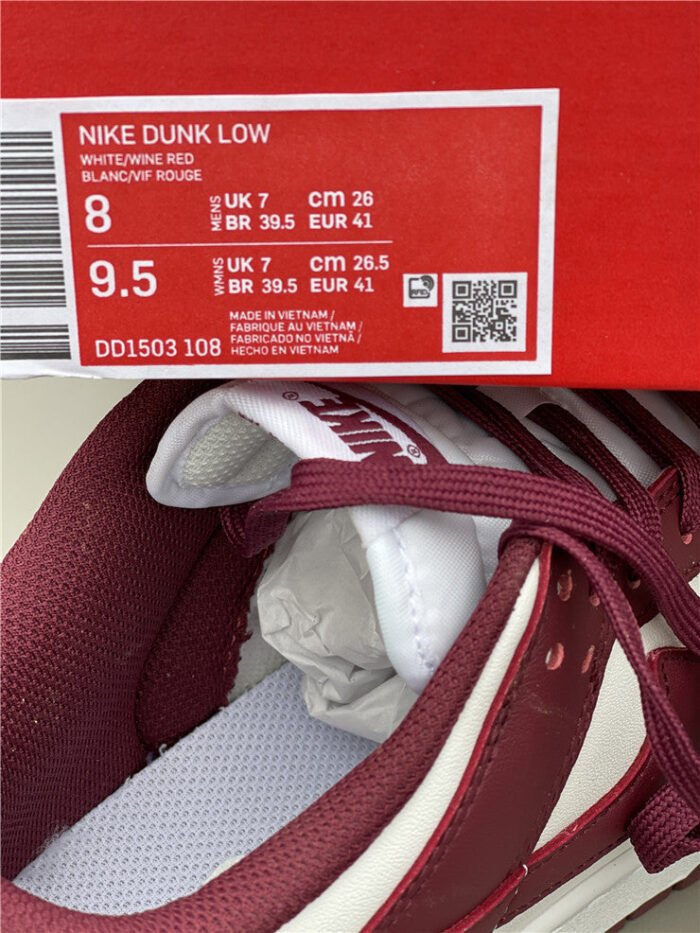 NIKE DUNK LOW
WHITE/WINE RED
BLANC/VIF ROUGE
8 MENS UK 7 CM 26
BR 39.5 EUR 41
9.5 WMNS UK 7 CM 26.5
BR 39.5 EUR 41
RFID
MADE IN VIETNAM /
FABRIQUE AU VIETNAM /
FABRICADO NO VIETNÃ /
HECHO EN VIETNAM
DD1503 108
NIKE